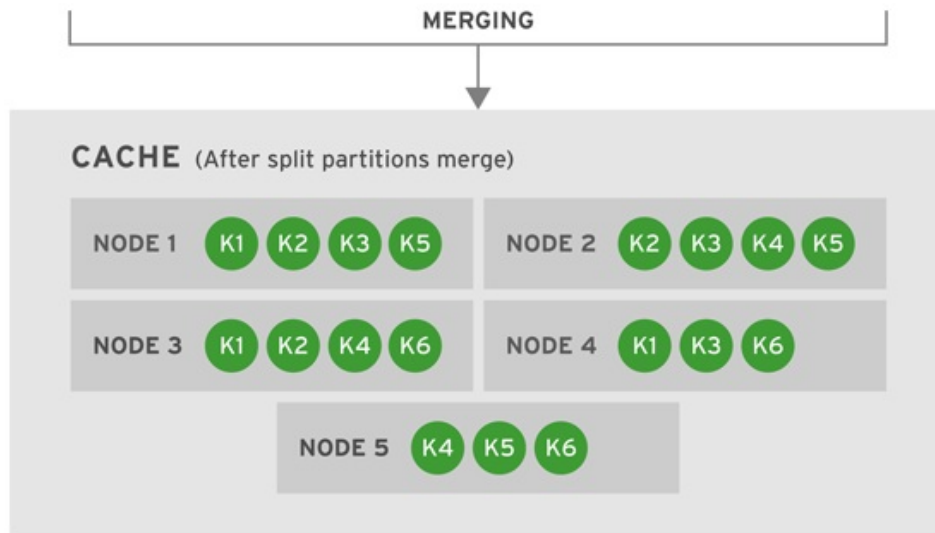 MERGING
CACHE (After split partitions merge)
NODE 1 K1 K2 K3 K5
NODE 2 K2 K3 K4 K5
NODE 3 K1 K2 K4 K6
NODE 4 K1 K3 K6
NODE 5 K4 K5 K6